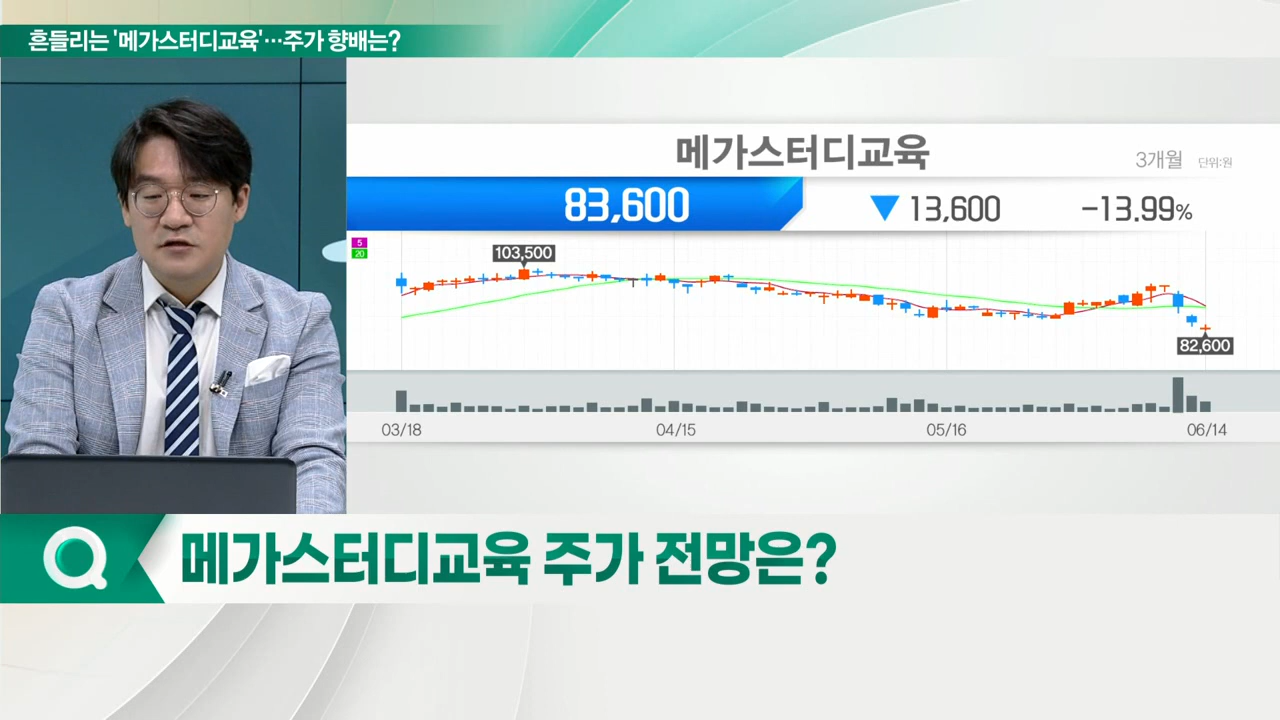 흔들리는 '메가스터디교육'…주가 향배는?
메가스터디교육
3개월 단위:원
83,600 ▼ 13,600 -13.99%
5
20
103,500
82,600
03/18 04/15 05/16 06/14
메가스터디교육 주가 전망은?